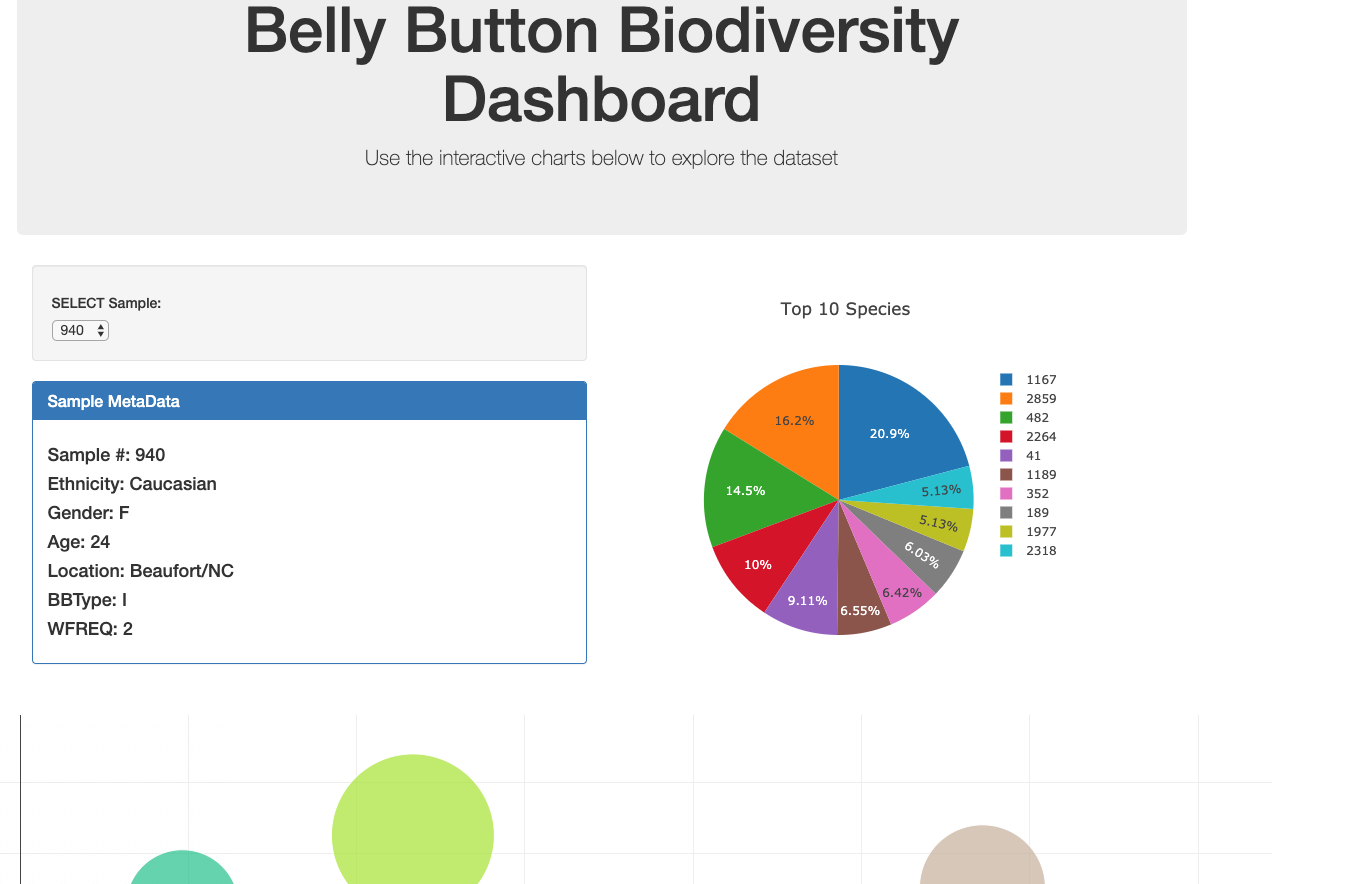 Belly Button Biodiversity
Dashboard
Use the interactive charts below to explore the dataset
SELECT Sample:
940
Sample MetaData
Sample #: 940
Ethnicity: Caucasian
Gender: F
Age: 24
Location: Beaufort/NC
BBType: I
WFREQ: 2
Top 10 Species
20.9%
16.2%
14.5%
10%
9.11%
6.55%
6.42%
6.03%
5.13%
5.13%
1167
2859
482
2264
41
1189
352
189
1977
2318